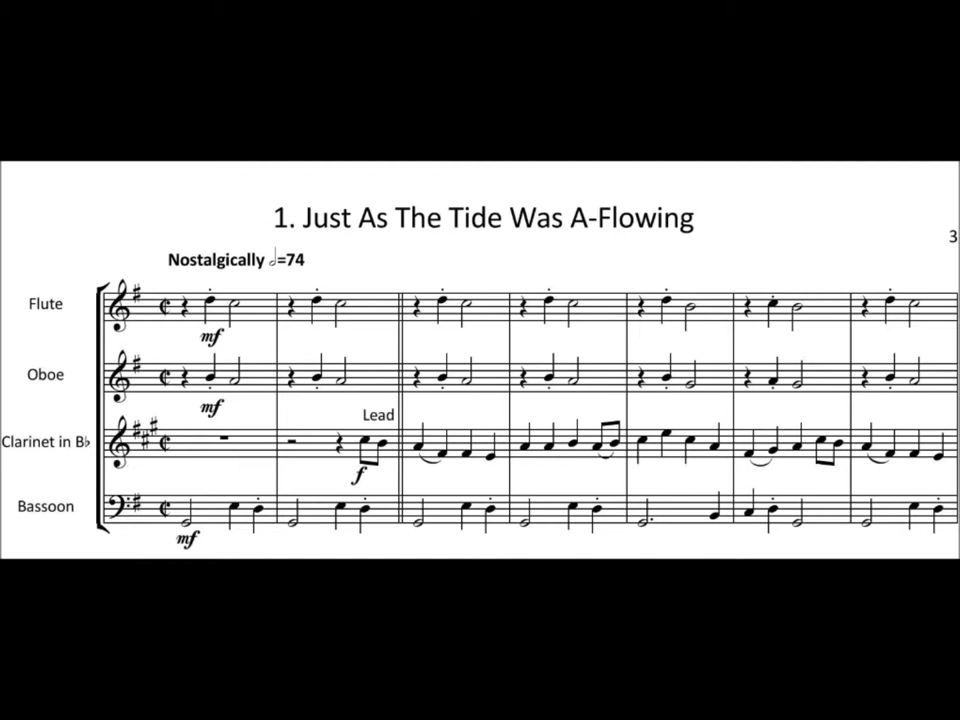 1. Just As The Tide Was A-Flowing
3
Nostalgically 𝅗𝅥=74
Flute
mf
Oboe
mf
Lead
Clarinet in B♭
f
Bassoon
mf